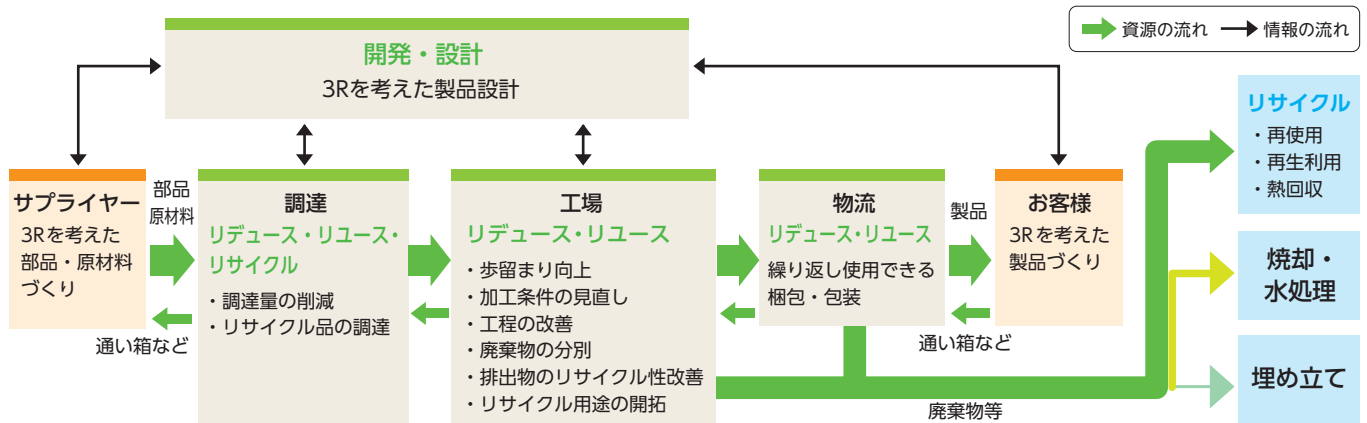 資源の流れ
情報の流れ
開発・設計
3Rを考えた製品設計
サプライヤー
3Rを考えた
部品・原材料
づくり
部品
原材料
通い箱など
調達
リデュース・リユース・
リサイクル
・調達量の削減
・リサイクル品の調達
工場
リデュース・リユース
・歩留まり向上
・加工条件の見直し
・工程の改善
・廃棄物の分別
・排出物のリサイクル性改善
・リサイクル用途の開拓
物流
リデュース・リユース
繰り返し使用できる
梱包・包装
製品
通い箱など
お客様
3Rを考えた
製品づくり
廃棄物等
リサイクル
・再使用
・再生利用
・熱回収
焼却・
水処理
埋め立て